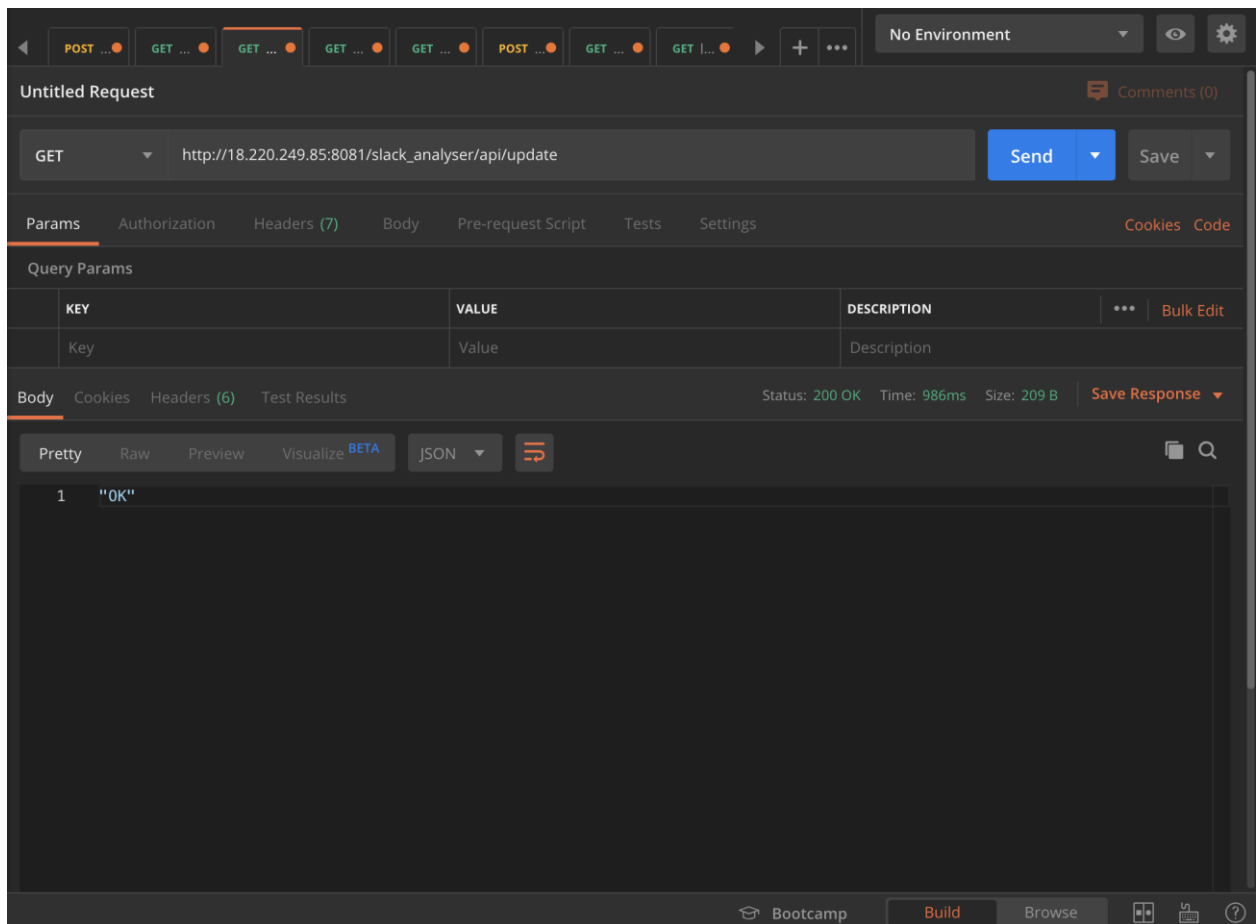 POST ... GET ... GET ... GET ... GET ... POST ... GET ... GET |... + ••• No Environment
Untitled Request Comments (0)
GET http://18.220.249.85:8081/slack_analyser/api/update Send Save
Params Authorization Headers (7) Body Pre-request Script Tests Settings Cookies Code
Query Params
KEY VALUE DESCRIPTION ••• Bulk Edit
Key Value Description
Body Cookies Headers (6) Test Results Status: 200 OK Time: 986ms Size: 209 B Save Response
Pretty Raw Preview Visualize BETA JSON
1 "OK"
Bootcamp Build Browse ?